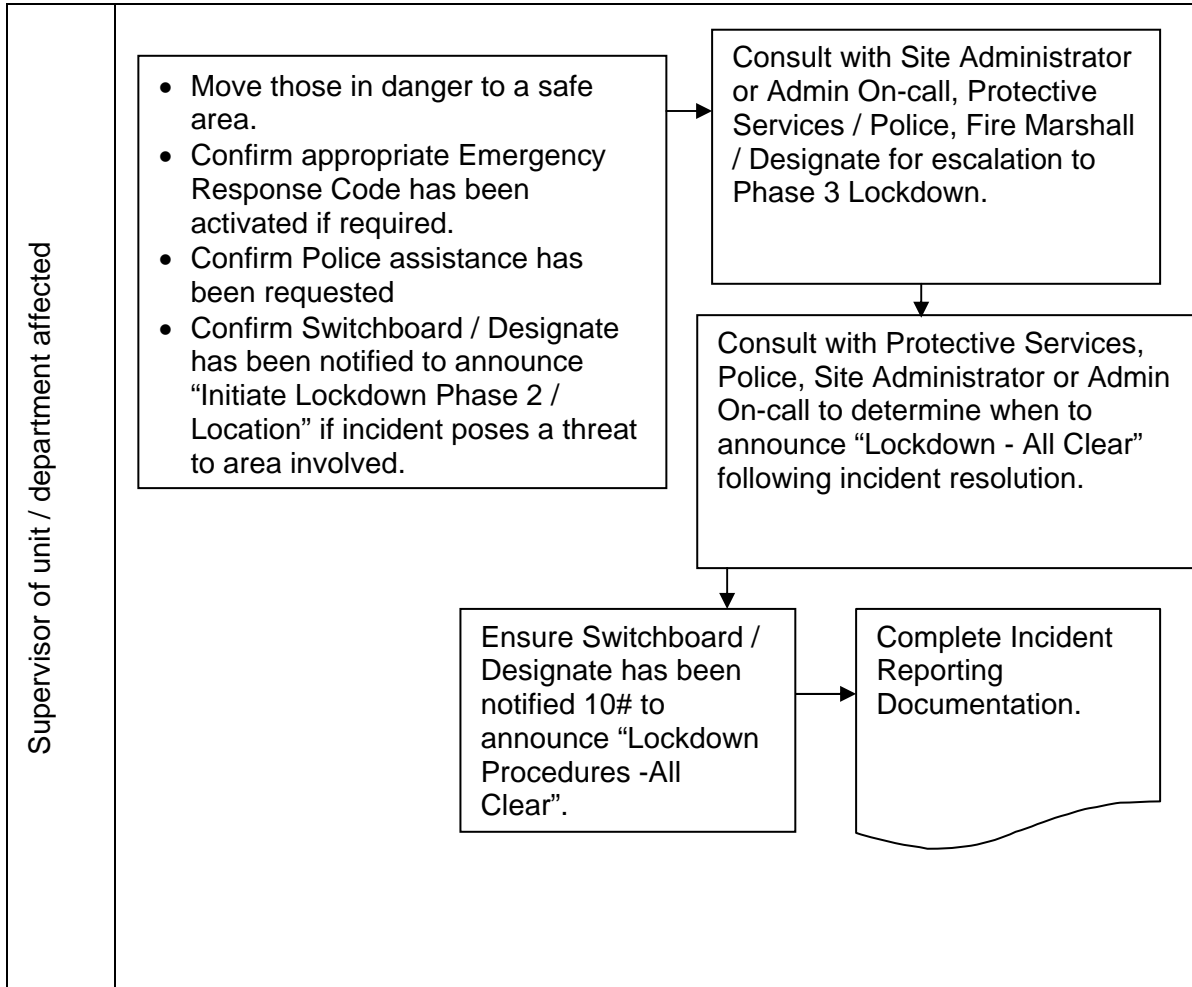 Supervisor of unit / department affected
• Move those in danger to a safe
area.
• Confirm appropriate Emergency
Response Code has been
activated if required.
• Confirm Police assistance has
been requested
• Confirm Switchboard / Designate
has been notified to announce
“Initiate Lockdown Phase 2 /
Location” if incident poses a threat
to area involved.
Consult with Site Administrator
or Admin On-call, Protective
Services / Police, Fire Marshall
/ Designate for escalation to
Phase 3 Lockdown.
Consult with Protective Services,
Police, Site Administrator or Admin
On-call to determine when to
announce “Lockdown - All Clear”
following incident resolution.
Ensure Switchboard /
Designate has been
notified 10# to
announce “Lockdown
Procedures -All
Clear”.
Complete Incident
Reporting
Documentation.